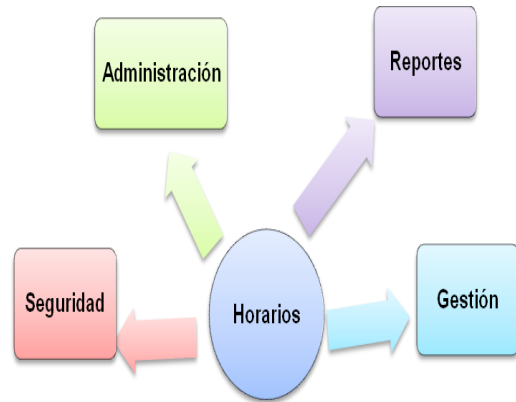 Reportes
Administración
Seguridad
Horarios
Gestión